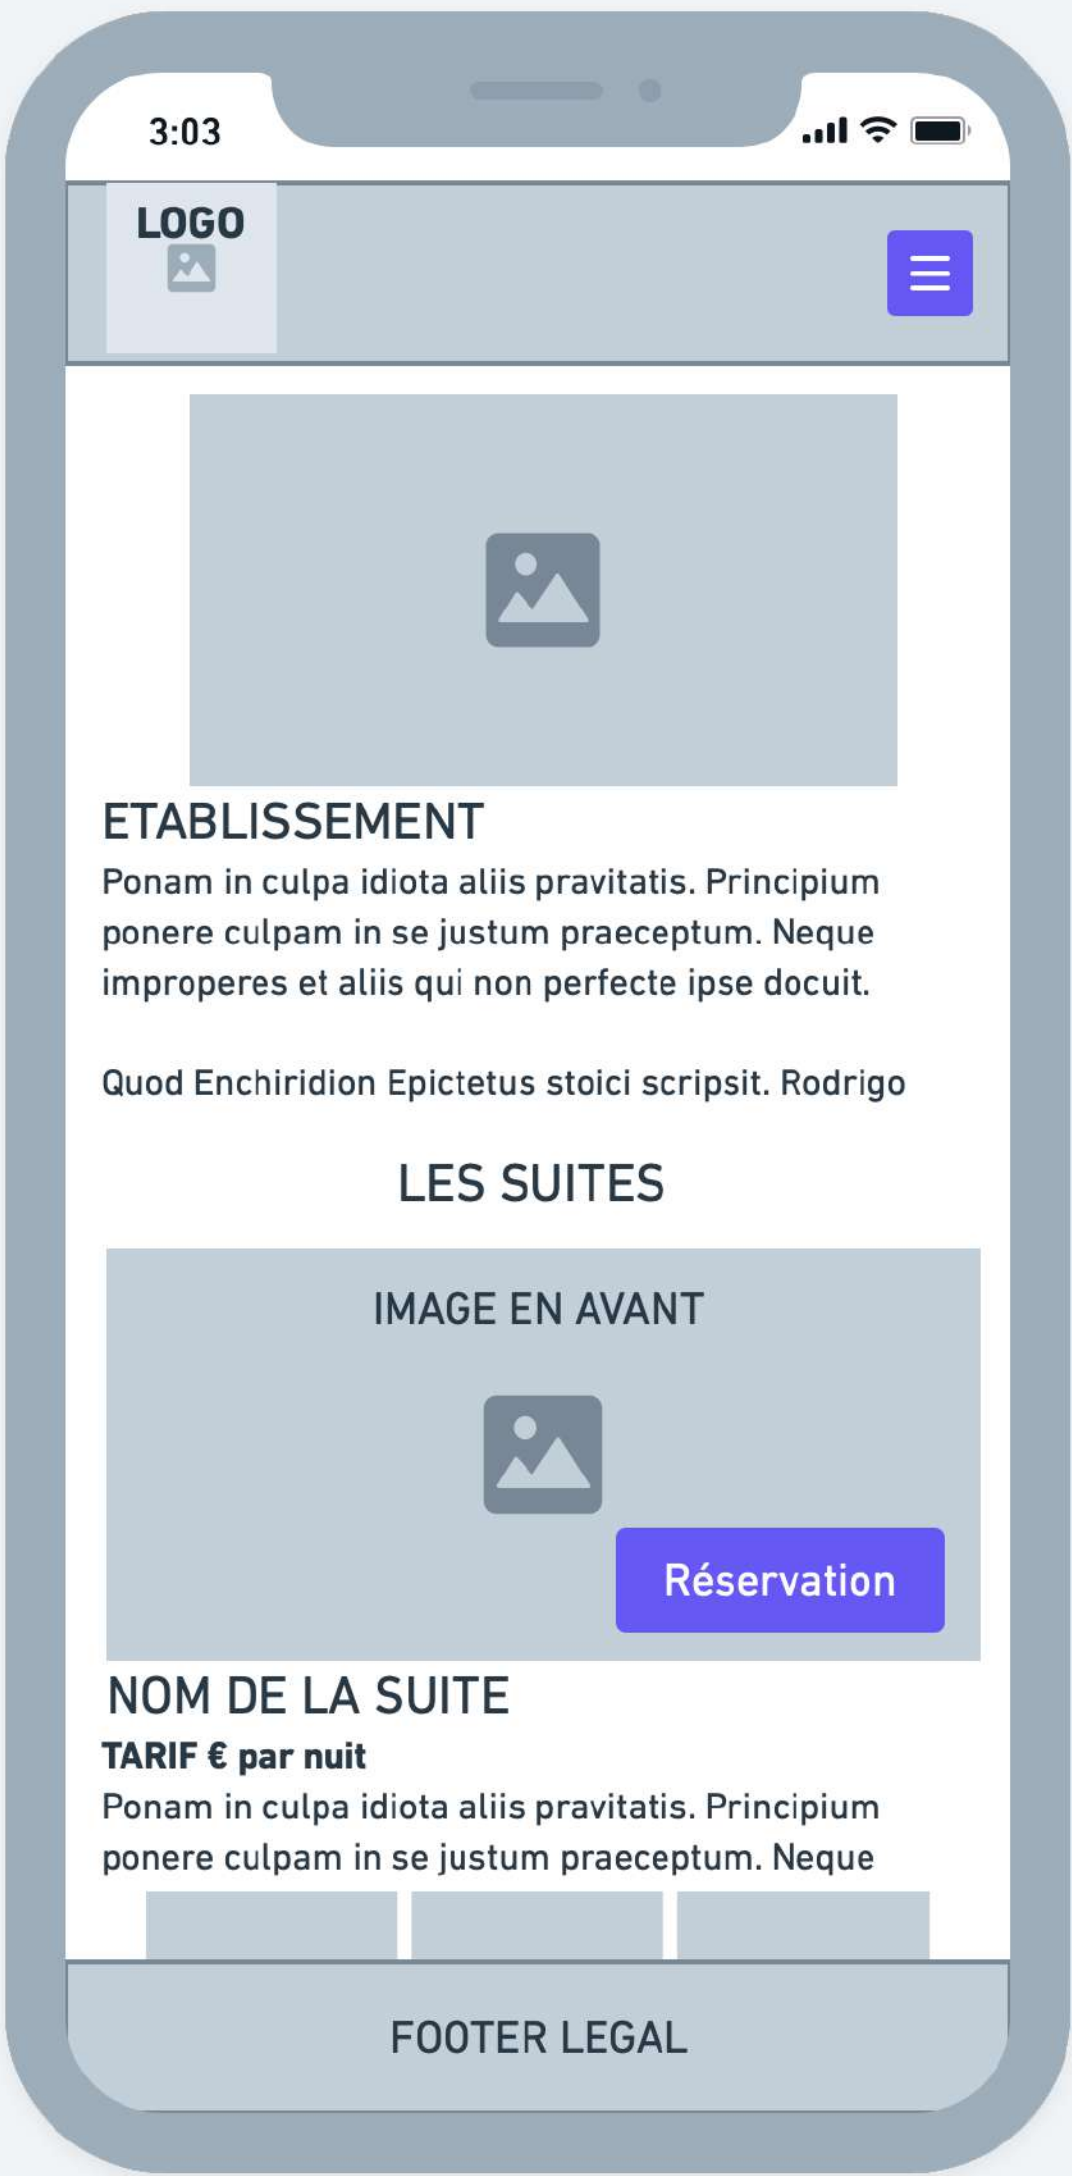 3:03
LOGO
ETABLISSEMENT
Ponam in culpa idiota aliis pravitatis. Principium
ponere culpam in se justum praeceptum. Neque
improperes et aliis qui non perfecte ipse docuit.
Quod Enchiridion Epictetus stoici scripsit. Rodrigo
LES SUITES
IMAGE EN AVANT
Réservation
NOM DE LA SUITE
TARIF € par nuit
Ponam in culpa idiota aliis pravitatis. Principium
ponere culpam in se justum praeceptum. Neque
FOOTER LEGAL